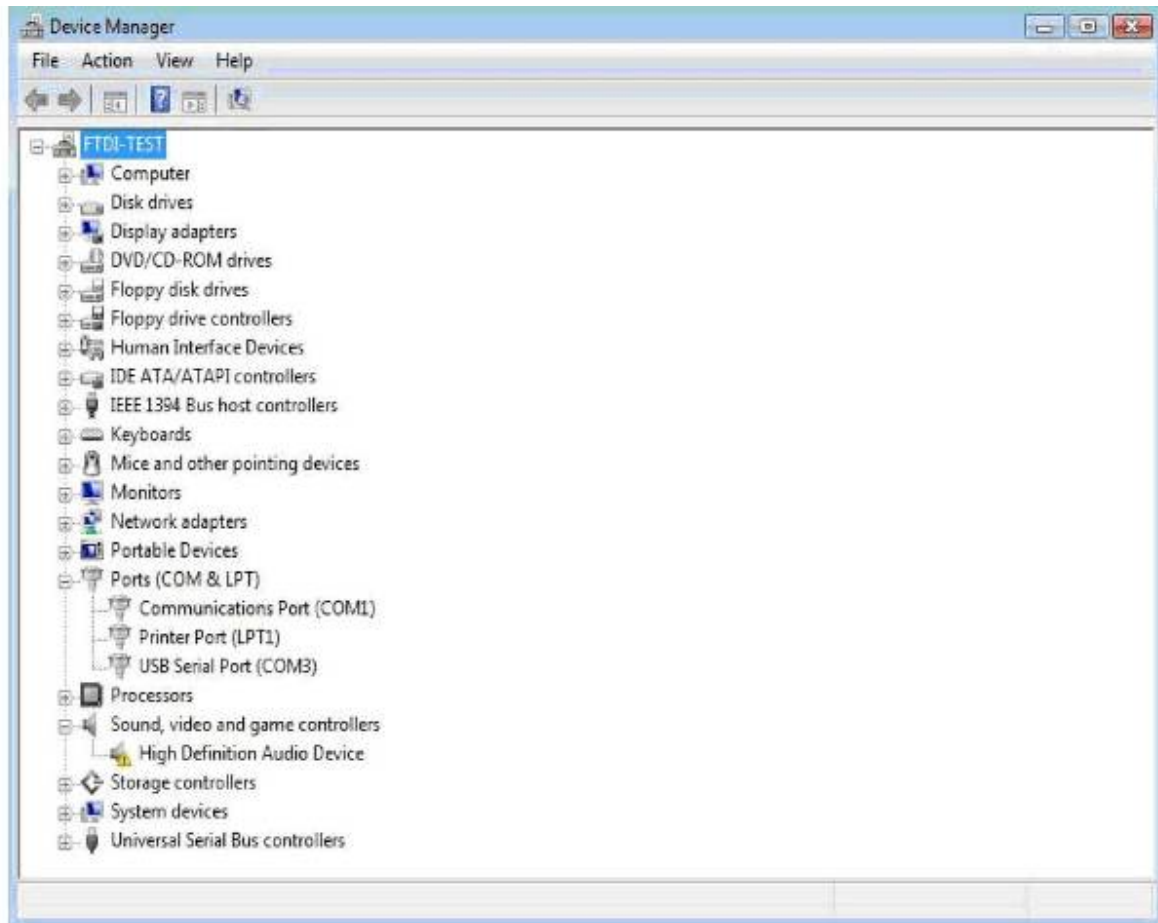 Device Manager
File Action View Help
FTDI-TEST
Computer
Disk drives
Display adapters
DVD/CD-ROM drives
Floppy disk drives
Floppy drive controllers
Human Interface Devices
IDE ATA/ATAPI controllers
IEEE 1394 Bus host controllers
Keyboards
Mice and other pointing devices
Monitors
Network adapters
Portable Devices
Ports (COM & LPT)
Communications Port (COM1)
Printer Port (LPT1)
USB Serial Port (COM3)
Processors
Sound, video and game controllers
High Definition Audio Device
Storage controllers
System devices
Universal Serial Bus controllers